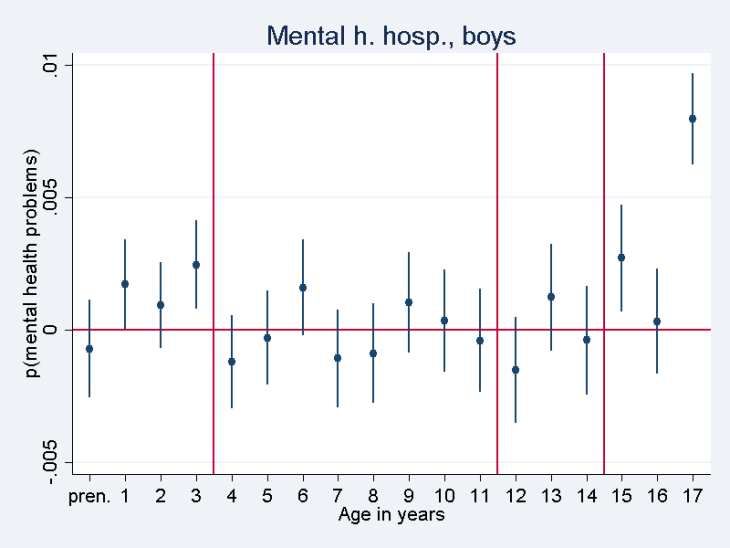 Mental h. hosp., boys
p(mental health problems)
.01
.005
0
-.005
pren. 1 2 3 4 5 6 7 8 9 10 11 12 13 14 15 16 17
Age in years